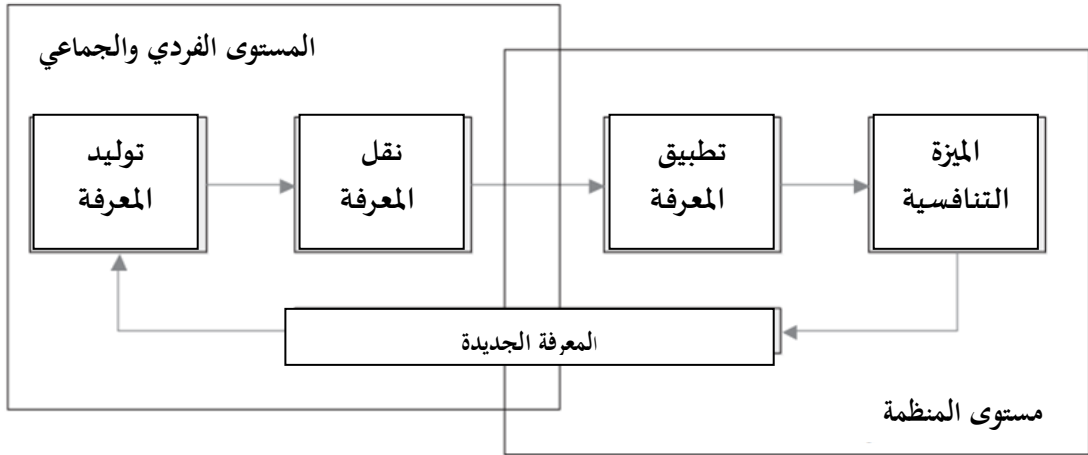 المستوى الفردي والجماعي
توليد
المعرفة
نقل
المعرفة
تطبيق
المعرفة
الميزة
التنافسية
المعرفة الجديدة
مستوى المنظمة